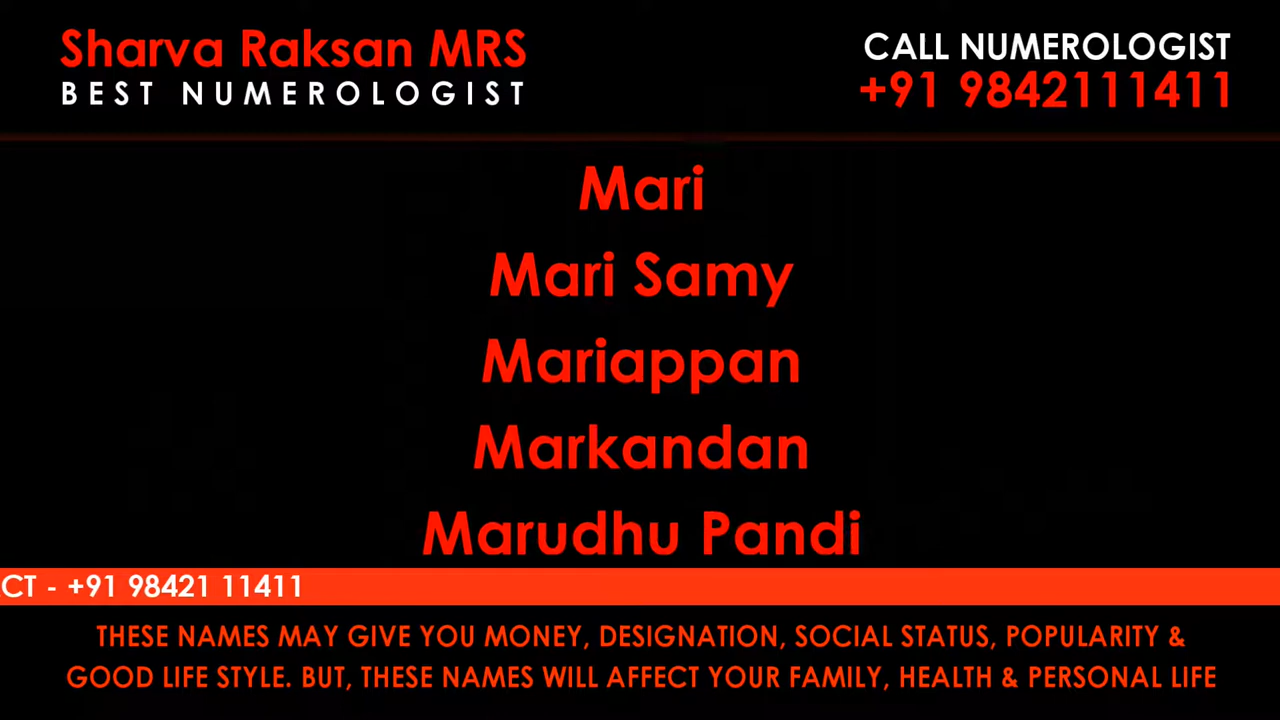 Sharva Raksan MRS
BEST NUMEROLOGIST
CALL NUMEROLOGIST
+91 9842111411
Mari
Mari Samy
Mariappan
Markandan
Marudhu Pandi
CT - +91 98421 11411
THESE NAMES MAY GIVE YOU MONEY, DESIGNATION, SOCIAL STATUS, POPULARITY &
GOOD LIFE STYLE. BUT, THESE NAMES WILL AFFECT YOUR FAMILY, HEALTH & PERSONAL LIFE